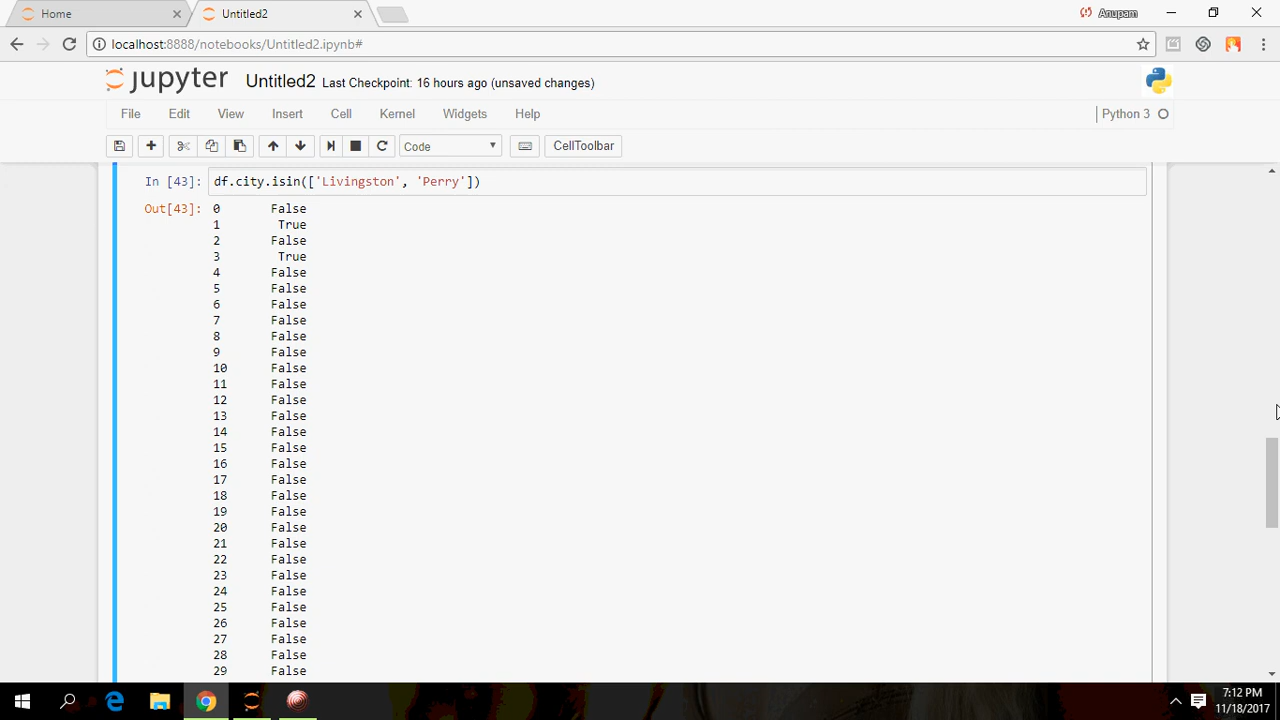 Home
Untitled2
Anupam
localhost:8888/notebooks/Untitled2.ipynb#
jupyter Untitled2 Last Checkpoint: 16 hours ago (unsaved changes)
File Edit View Insert Cell Kernel Widgets Help
Python 3
Code
CellToolbar
In [43]: df.city.isin(['Livingston', 'Perry'])
Out[43]: 0 False
1 True
2 False
3 True
4 False
5 False
6 False
7 False
8 False
9 False
10 False
11 False
12 False
13 False
14 False
15 False
16 False
17 False
18 False
19 False
20 False
21 False
22 False
23 False
24 False
25 False
26 False
27 False
28 False
29 False
7:12 PM
11/18/2017